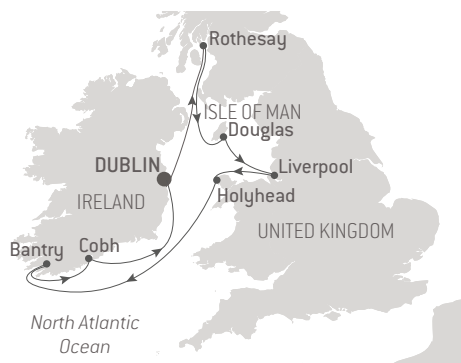 Rothesay
ISLE OF MAN
Douglas
DUBLIN
Liverpool
IRELAND
Holyhead
UNITED KINGDOM
Bantry
Cobh
North Atlantic
Ocean